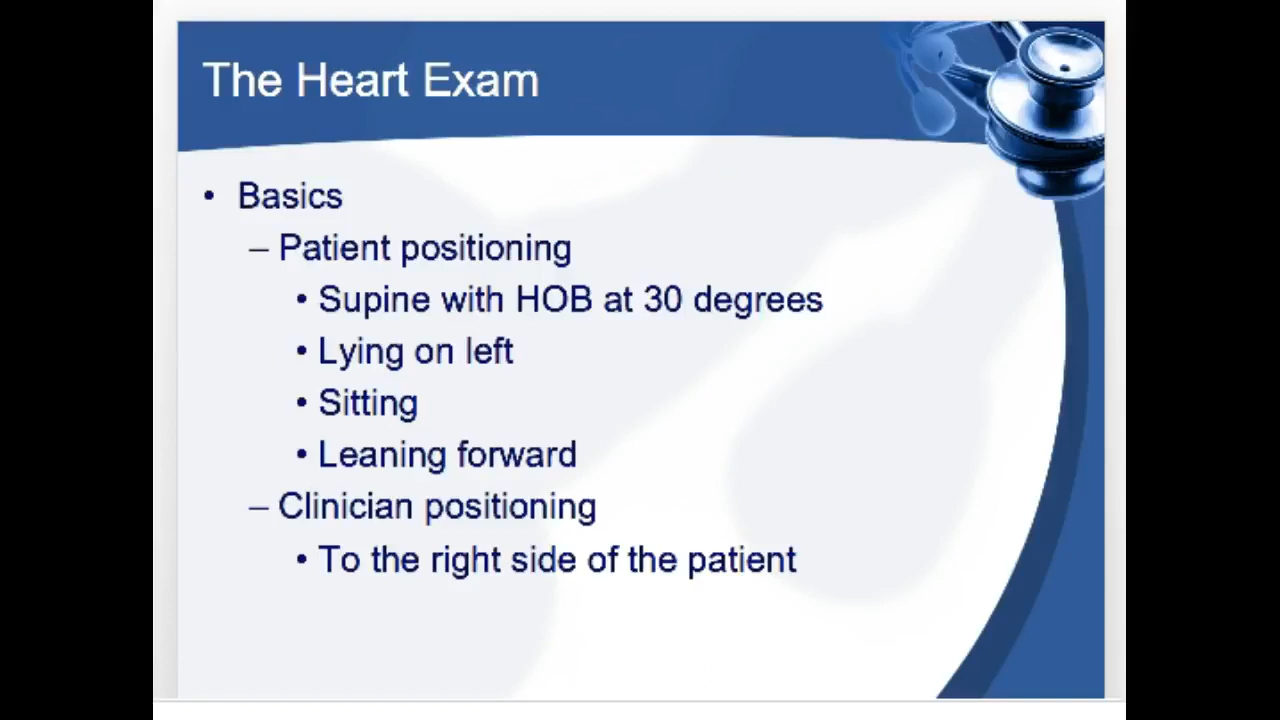 The Heart Exam
• Basics
– Patient positioning
• Supine with HOB at 30 degrees
• Lying on left
• Sitting
• Leaning forward
– Clinician positioning
• To the right side of the patient